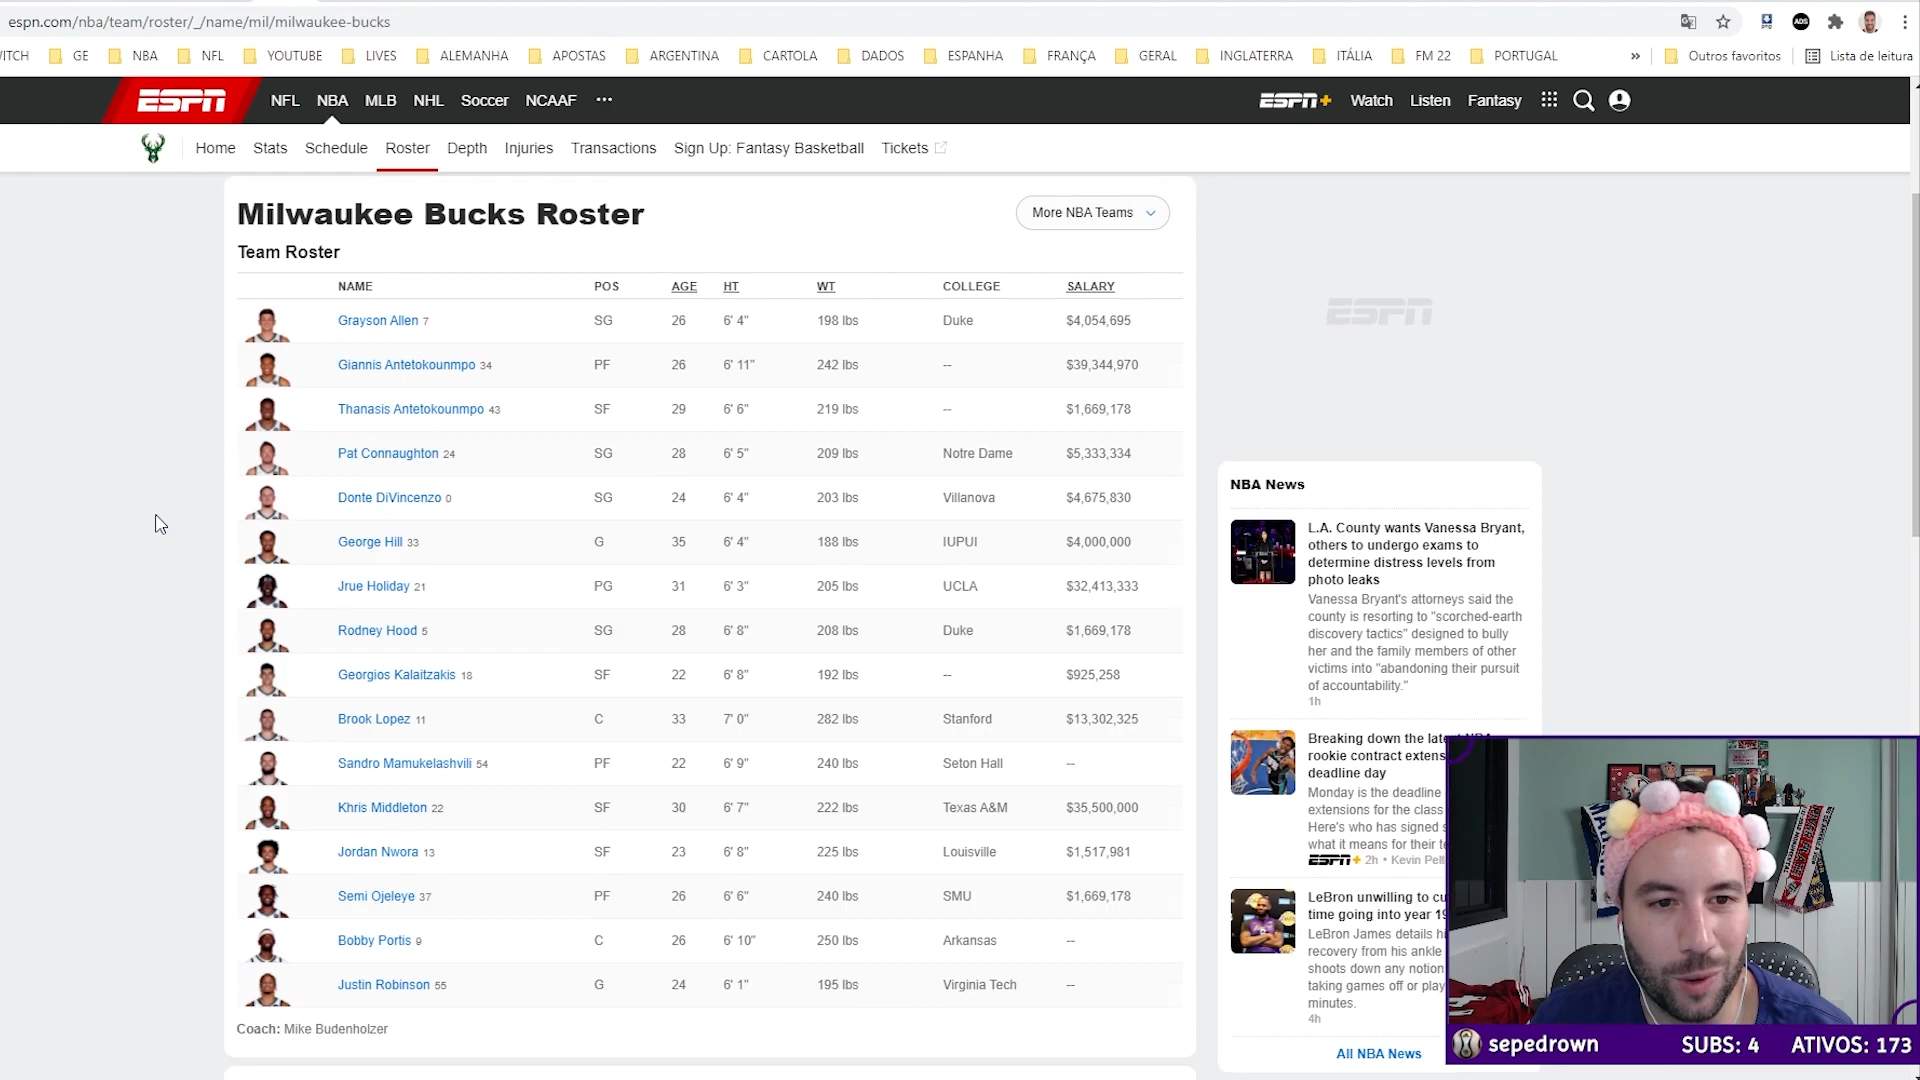 espn.com/nba/team/roster/_/name/mil/milwaukee-bucks
ITCH GE NBA NFL YOUTUBE LIVES ALEMANHA APOSTAS ARGENTINA CARTOLA DADOS ESPANHA FRANÇA GERAL INGLATERRA ITÁLIA FM 22 PORTUGAL » Outros favoritos Lista de leitura
ESPN NFL NBA MLB NHL Soccer NCAAF ••• ESPN+ Watch Listen Fantasy
Home Stats Schedule Roster Depth Injuries Transactions Sign Up: Fantasy Basketball Tickets
Milwaukee Bucks Roster
More NBA Teams
Team Roster
NAME POS AGE HT WT COLLEGE SALARY
Grayson Allen 7 SG 26 6' 4" 198 lbs Duke $4,054,695
Giannis Antetokounmpo 34 PF 26 6' 11" 242 lbs -- $39,344,970
Thanasis Antetokounmpo 43 SF 29 6' 6" 219 lbs -- $1,669,178
Pat Connaughton 24 SG 28 6' 5" 209 lbs Notre Dame $5,333,334
Donte DiVincenzo 0 SG 24 6' 4" 203 lbs Villanova $4,675,830
George Hill 33 G 35 6' 4" 188 lbs IUPUI $4,000,000
Jrue Holiday 21 PG 31 6' 3" 205 lbs UCLA $32,413,333
Rodney Hood 5 SG 28 6' 8" 208 lbs Duke $1,669,178
Georgios Kalaitzakis 18 SF 22 6' 8" 192 lbs -- $925,258
Brook Lopez 11 C 33 7' 0" 282 lbs Stanford $13,302,325
Sandro Mamukelashvili 54 PF 22 6' 9" 240 lbs Seton Hall --
Khris Middleton 22 SF 30 6' 7" 222 lbs Texas A&M $35,500,000
Jordan Nwora 13 SF 23 6' 8" 225 lbs Louisville $1,517,981
Semi Ojeleye 37 PF 26 6' 6" 240 lbs SMU $1,669,178
Bobby Portis 9 C 26 6' 10" 250 lbs Arkansas --
Justin Robinson 55 G 24 6' 1" 195 lbs Virginia Tech --
Coach: Mike Budenholzer
ESPN
NBA News
L.A. County wants Vanessa Bryant,
others to undergo exams to
determine distress levels from
photo leaks
Vanessa Bryant's attorneys said the
county is resorting to "scorched-earth
discovery tactics" designed to bully
her and the family members of other
victims into "abandoning their pursuit
of accountability."
1h
Breaking down the late NBA
rookie contract extens
deadline day
Monday is the deadline
extensions for the class
Here's who has signed s
what it means for their te
ESPN+ 2h • Kevin Pelt
LeBron unwilling to cu
time going into year 19
LeBron James details hi
recovery from his ankle
shoots down any notion
taking games off or play
minutes.
4h
All NBA News
sepedrown SUBS: 4 ATIVOS: 173